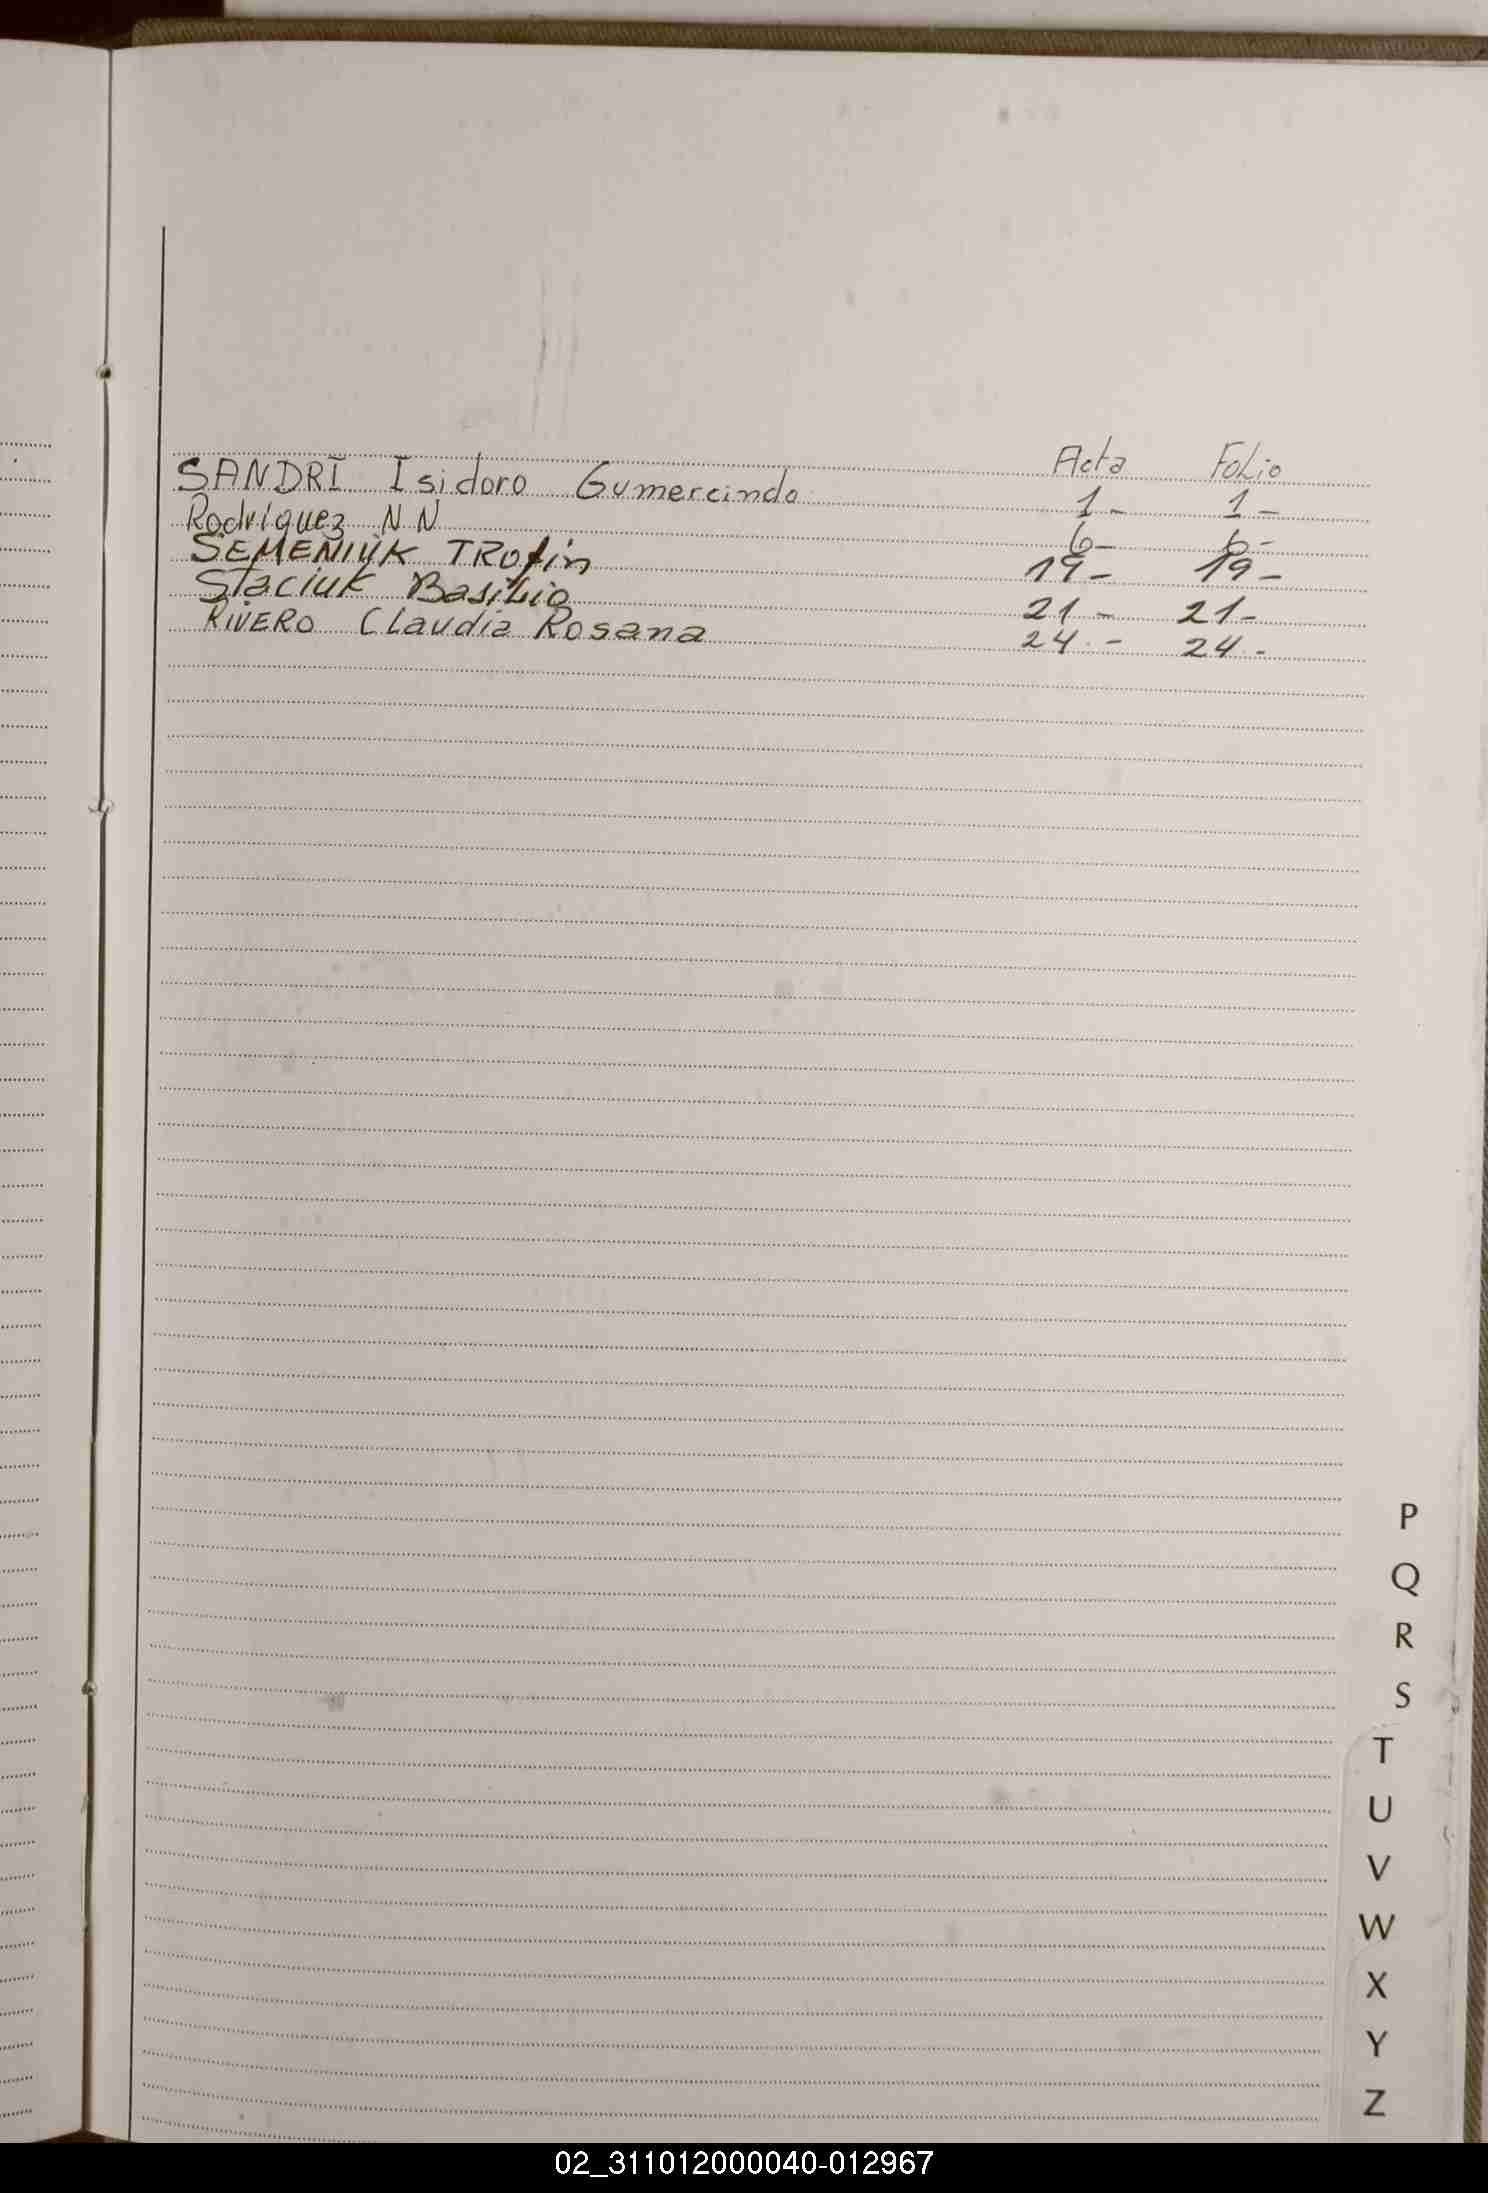 Acta Folio
SANDRI Isidoro Gumercindo 1- 1-
Rodriguez N N 6- 6-
SEMENIUK TRofin 19- 19-
Staciuk Basilio 21- 21-
RIVERO Claudia Rosana 24.- 24.-
P
Q
R
S
T
U
V
W
X
Y
Z
02_311012000040-012967